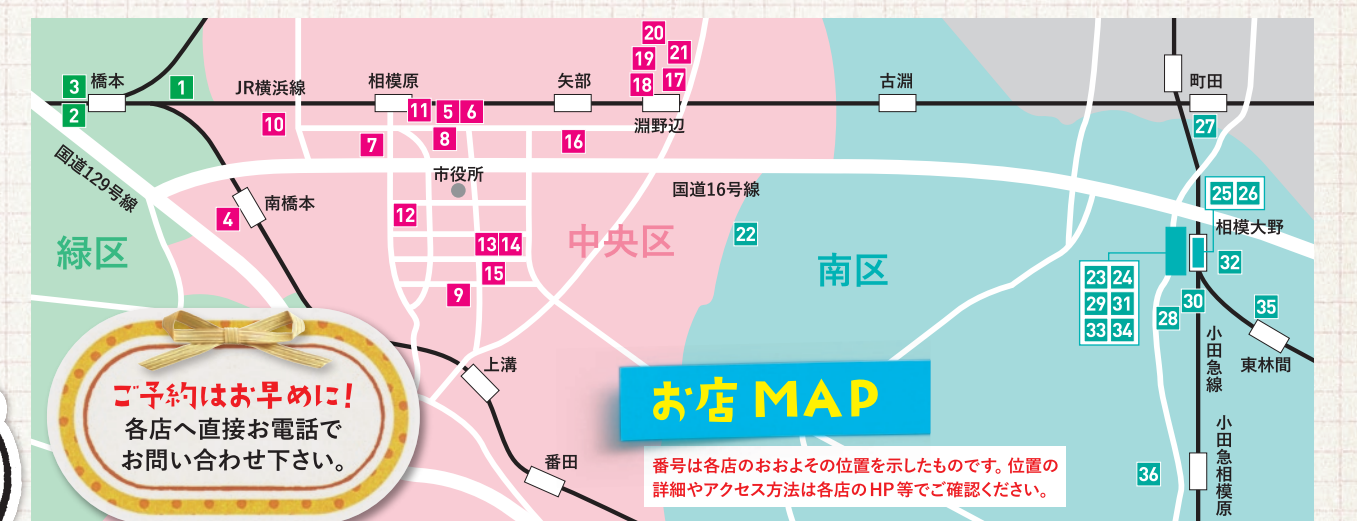 20
19 21
18 17
3 橋本 1
2
JR横浜線
相模原
矢部
古淵
町田
11 5 6
10
7
8
16
淵野辺
27
国道129号線
市役所
国道16号線
25 26
4
南橋本
12
相模大野
緑区
13 14
中央区
22
南区
32
15
9
23 24
29 31
33 34
30
28
35
小田急線
東林間
上溝
お店MAP
ご予約はお早めに!
各店へ直接お電話で
お問い合わせ下さい。
番田
番号は各店のおおよその位置を示したものです。位置の
詳細やアクセス方法は各店のHP等でご確認ください。
36
小田急相模原